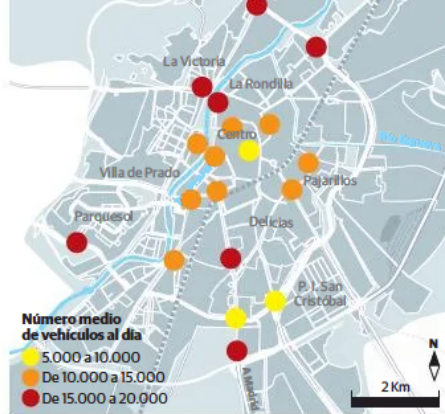 La Victoria
La Rondilla
Centro
Río Esgueva
Villa de Prado
Pajarillos
Parquesol
Delicias
P. I. San
Cristóbal
Número medio
de vehículos al día
5.000 a 10.000
De 10.000 a 15.000
De 15.000 a 20.000
A Madrid
N
2 Km